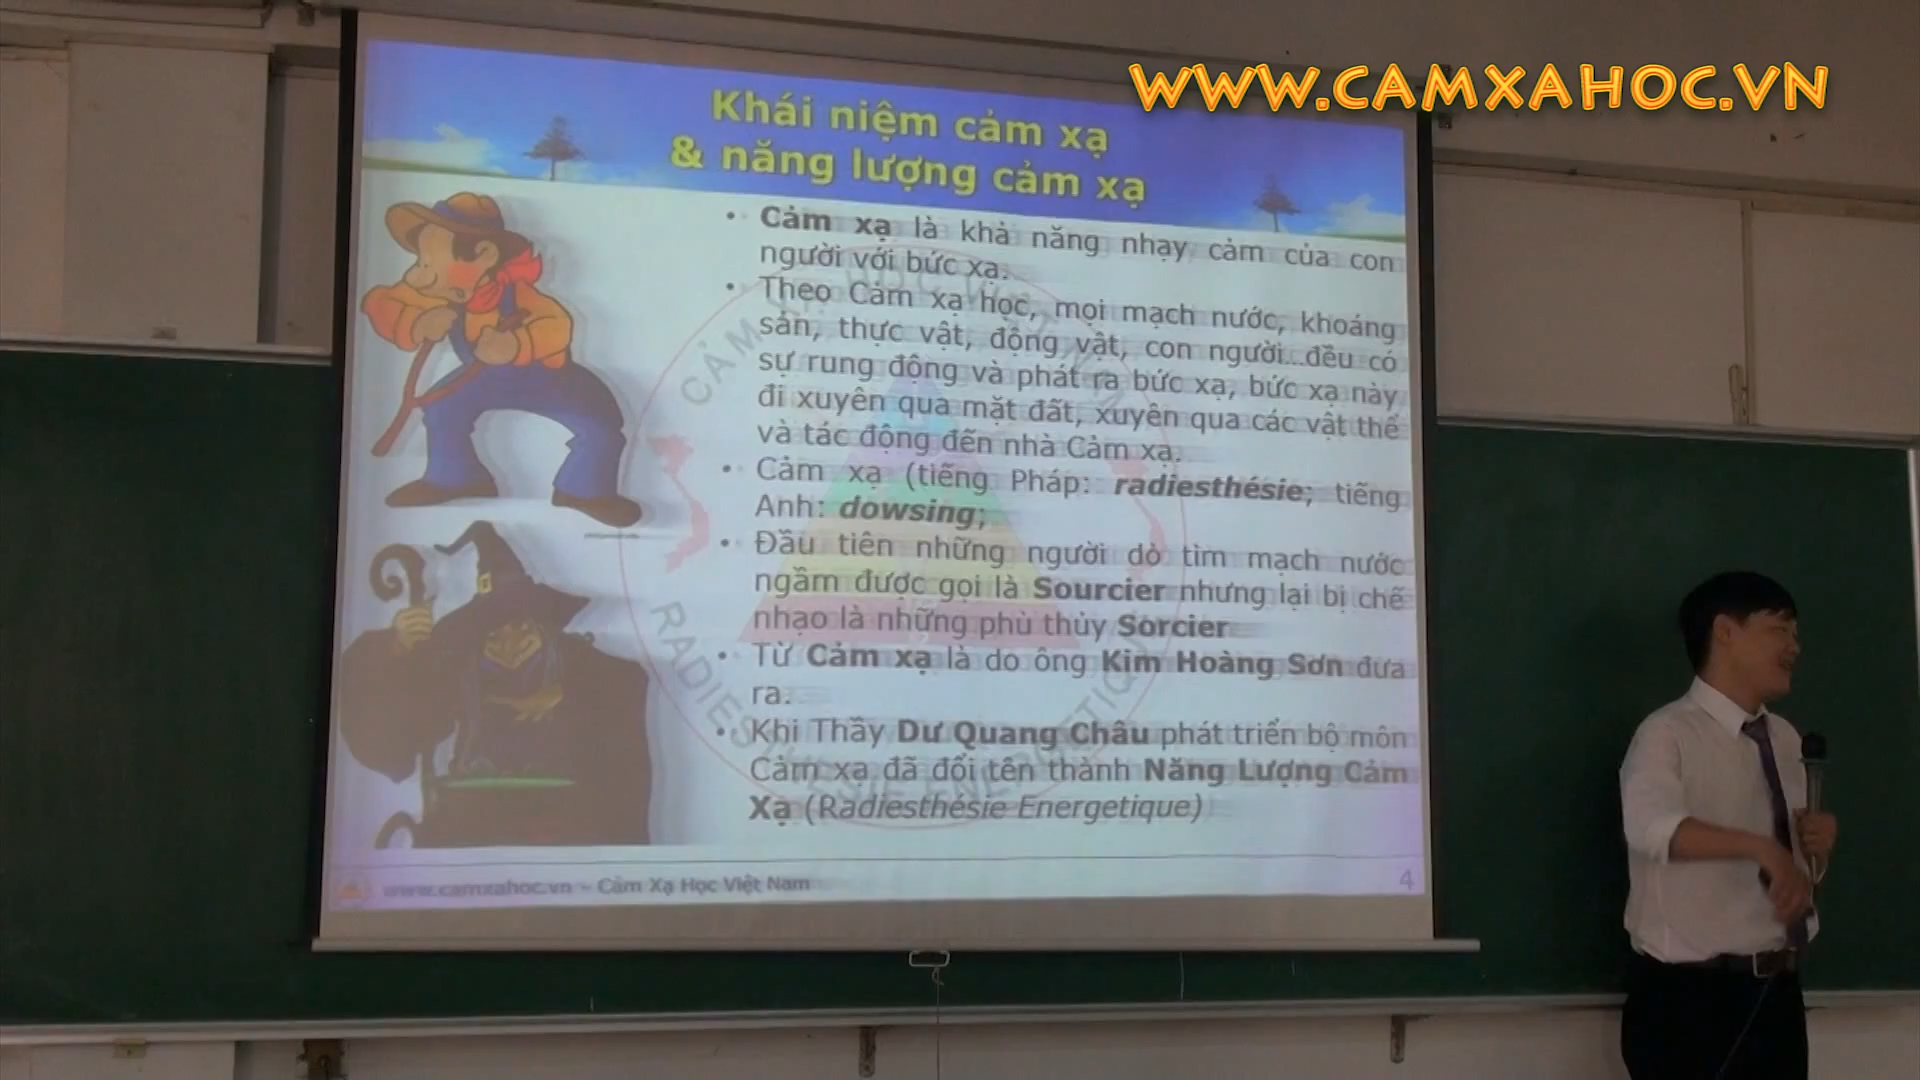 WWW.CAMXAHOC.VN
Khái niệm cảm xạ
& năng lượng cảm xạ
• Cảm xạ là khả năng nhạy cảm của con
người với bức xạ.
• Theo Cảm xạ học, mọi mạch nước, khoáng
sản, thực vật, động vật, con người…đều có
sự rung động và phát ra bức xạ, bức xạ này
đi xuyên qua mặt đất, xuyên qua các vật thể
và tác động đến nhà Cảm xạ.
• Cảm xạ (tiếng Pháp: radiesthésie; tiếng
Anh: dowsing;
• Đầu tiên những người dò tìm mạch nước
ngầm được gọi là Sourcier nhưng lại bị chế
nhạo là những phù thủy Sorcier
• Từ Cảm xạ là do ông Kim Hoàng Sơn đưa
ra.
• Khi Thầy Dư Quang Châu phát triển bộ môn
Cảm xạ đã đổi tên thành Năng Lượng Cảm
Xạ (Radiesthésie Energetique)
www.camxahoc.vn – Cảm Xạ Học Việt Nam
4